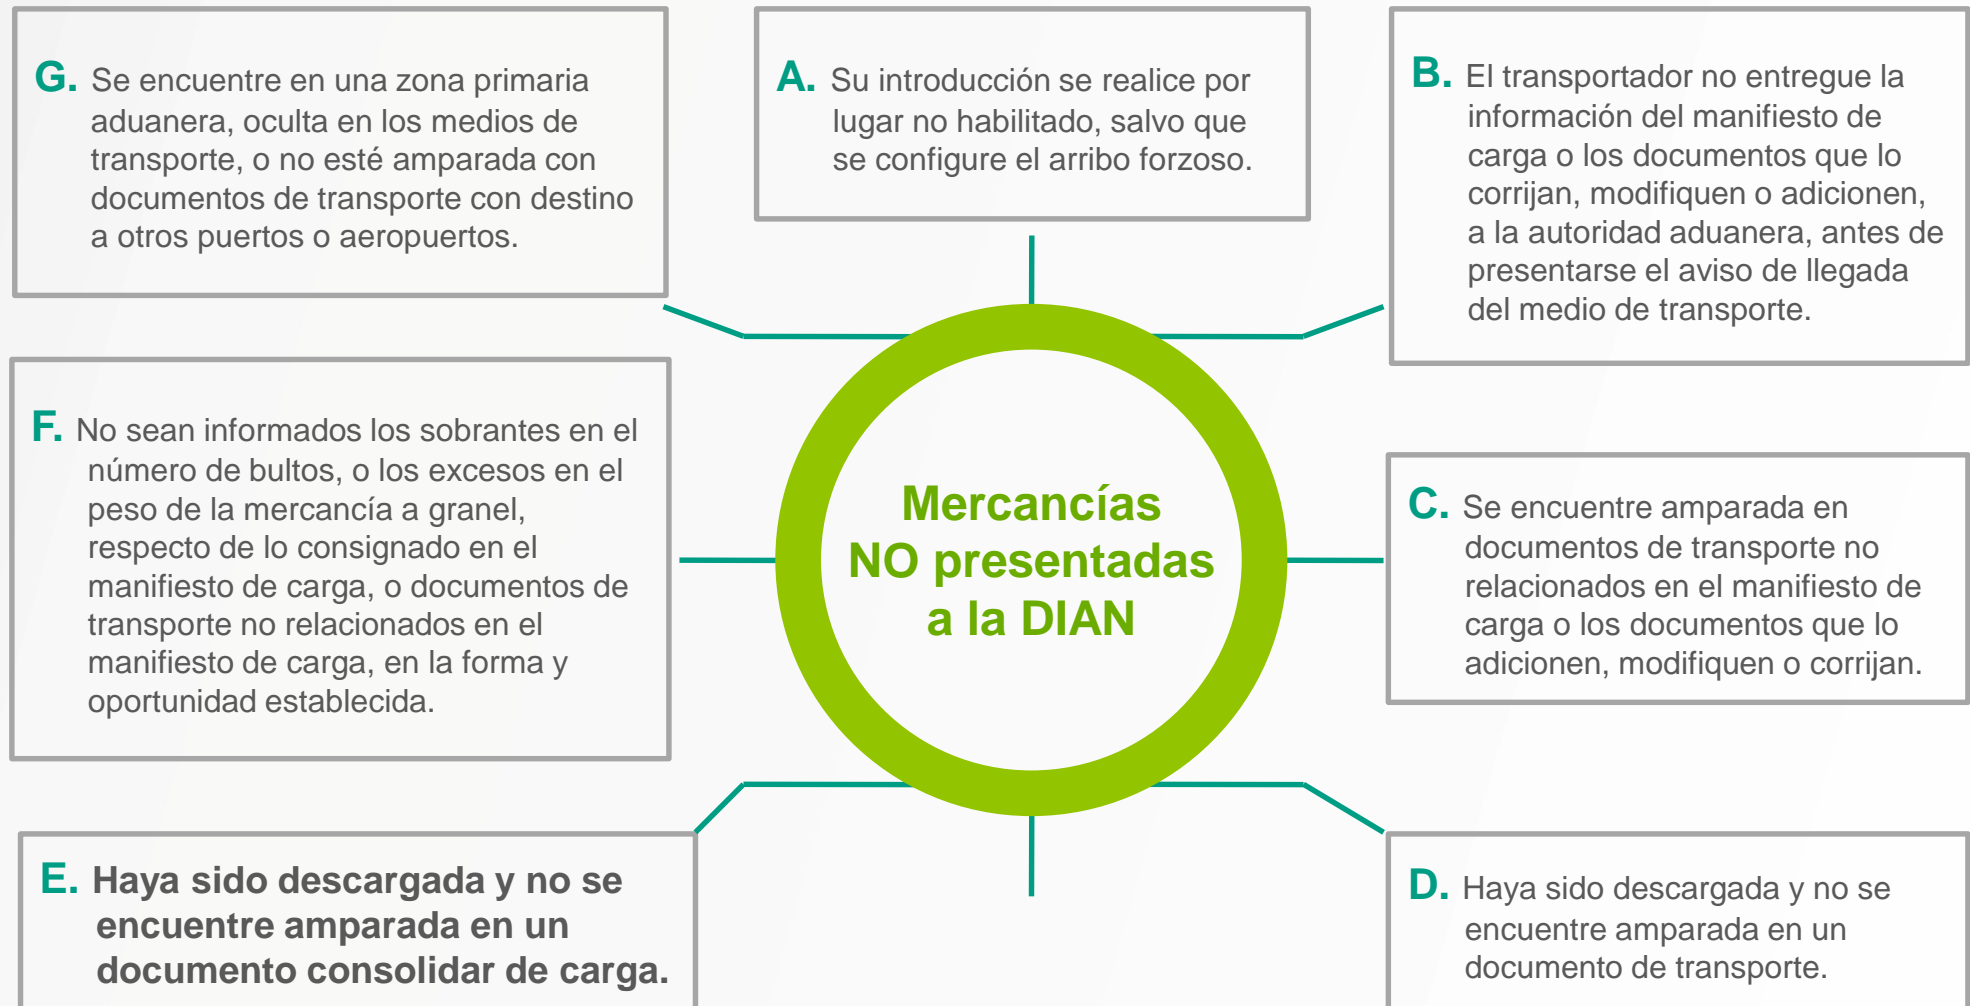 G. Se encuentre en una zona primaria
aduanera, oculta en los medios de
transporte, o no esté amparada con
documentos de transporte con destino
a otros puertos o aeropuertos.
A. Su introducción se realice por
lugar no habilitado, salvo que
se configure el arribo forzoso.
B. El transportador no entregue la
información del manifiesto de
carga o los documentos que lo
corrijan, modifiquen o adicionen,
a la autoridad aduanera, antes de
presentarse el aviso de llegada
del medio de transporte.
F. No sean informados los sobrantes en el
número de bultos, o los excesos en el
peso de la mercancía a granel,
respecto de lo consignado en el
manifiesto de carga, o documentos de
transporte no relacionados en el
manifiesto de carga, en la forma y
oportunidad establecida.
Mercancías
NO presentadas
a la DIAN
C. Se encuentre amparada en
documentos de transporte no
relacionados en el manifiesto de
carga o los documentos que lo
adicionen, modifiquen o corrijan.
E. Haya sido descargada y no se
encuentre amparada en un
documento consolidar de carga.
D. Haya sido descargada y no se
encuentre amparada en un
documento de transporte.